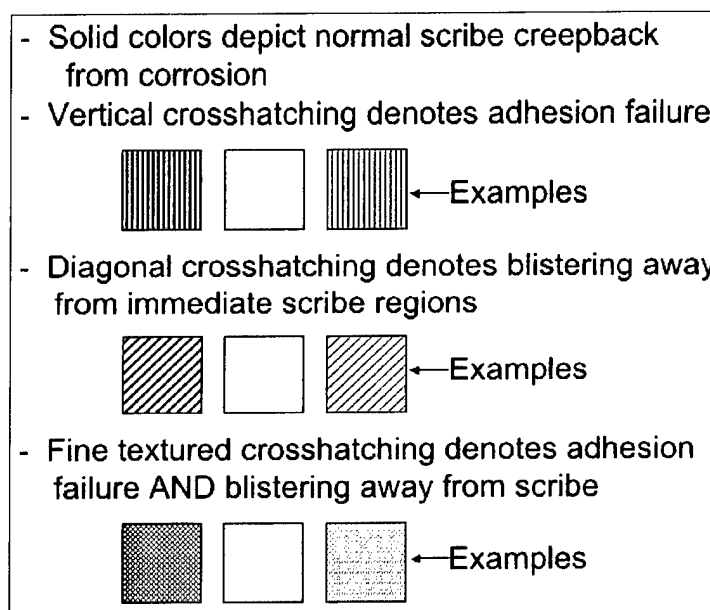 - Solid colors depict normal scribe creepback
from corrosion
- Vertical crosshatching denotes adhesion failure
Examples
- Diagonal crosshatching denotes blistering away
from immediate scribe regions
Examples
- Fine textured crosshatching denotes adhesion
failure AND blistering away from scribe
Examples